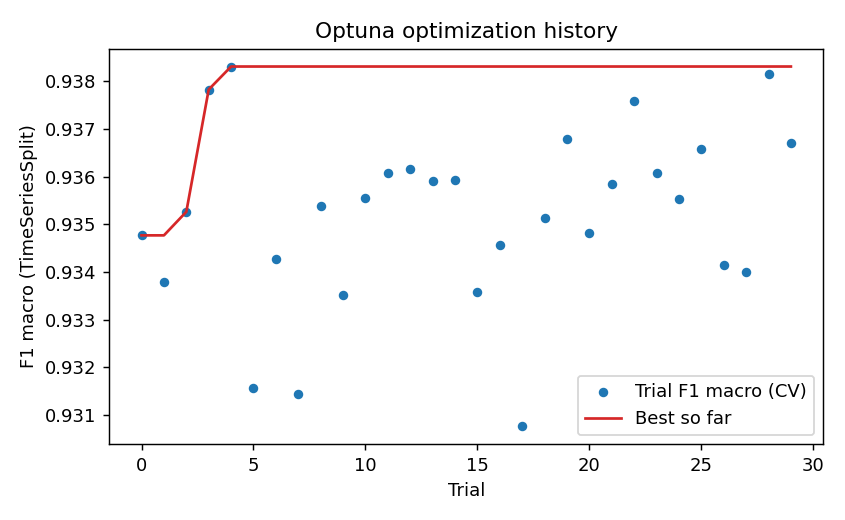 Optuna optimization history
F1 macro (TimeSeriesSplit)
0.938
0.937
0.936
0.935
0.934
0.933
0.932
0.931
Trial F1 macro (CV)
Best so far
0 5 10 15 20 25 30
Trial